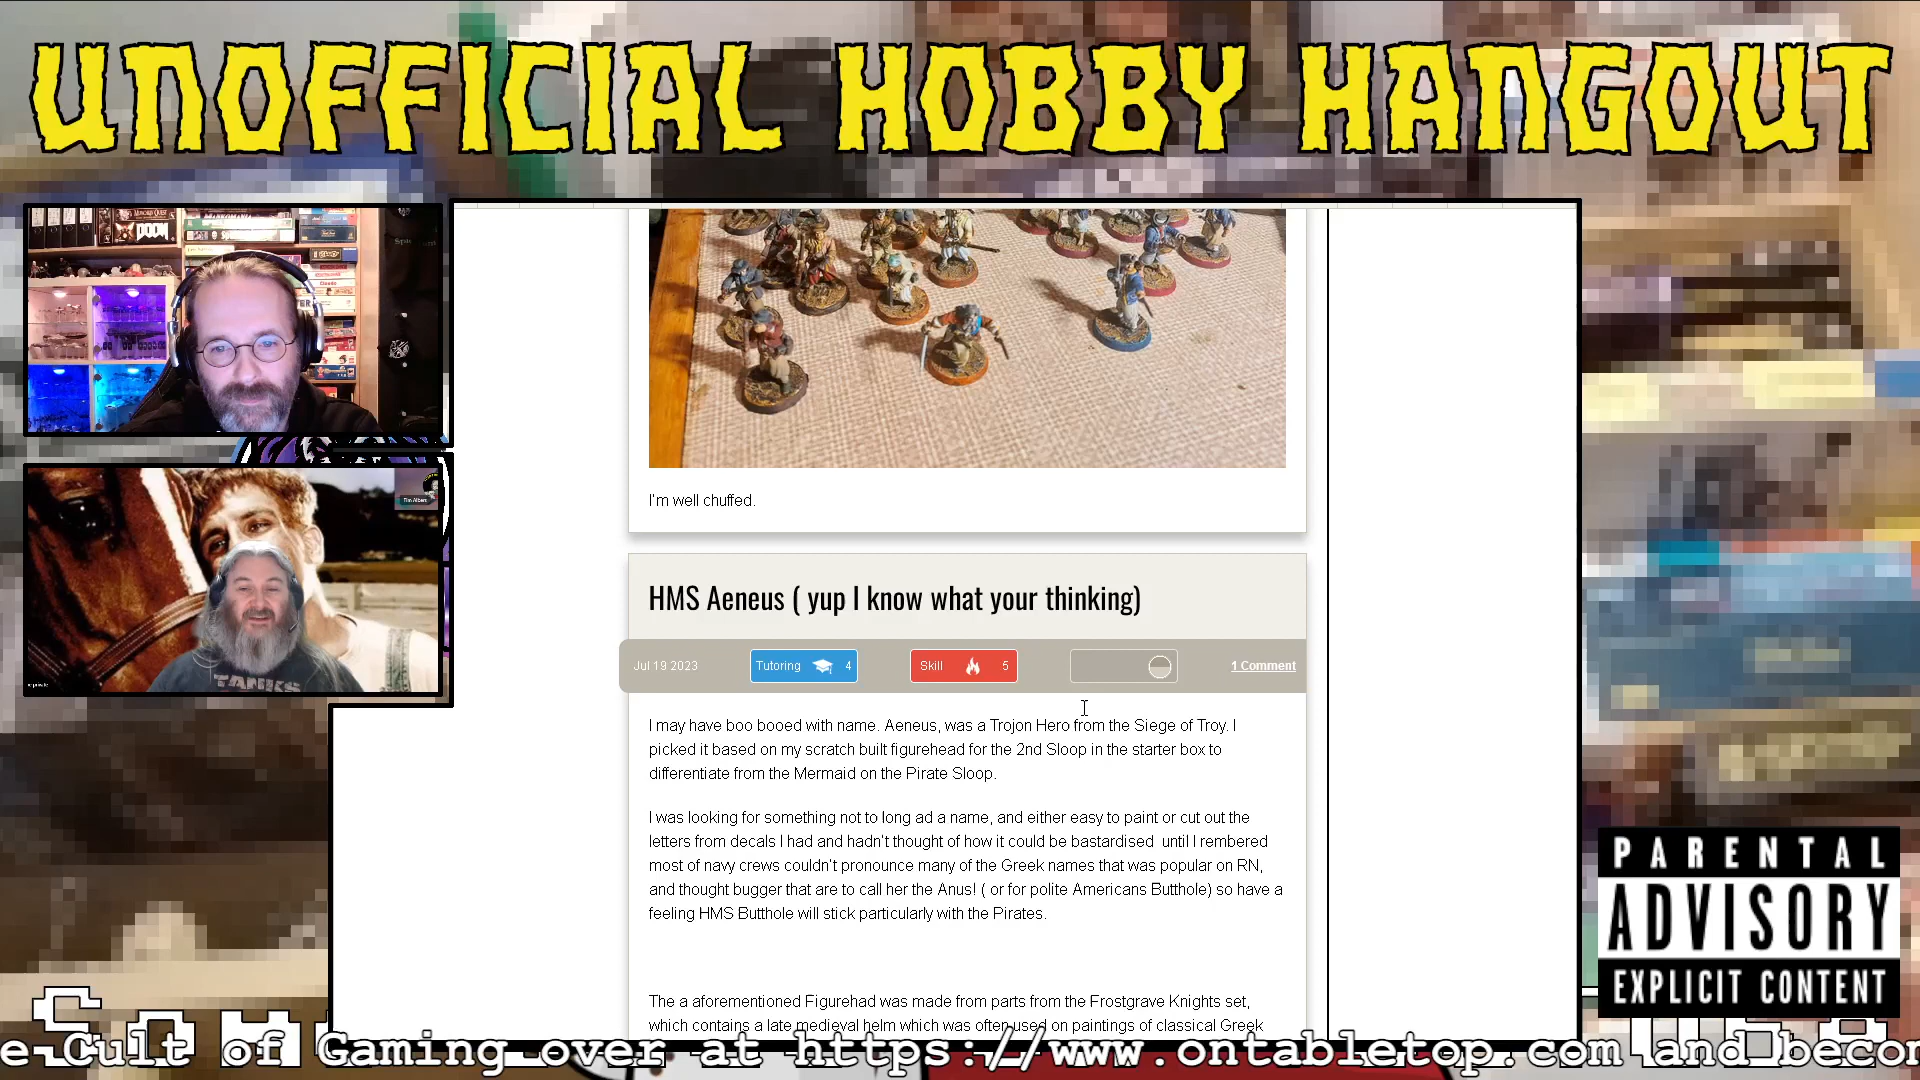 UNOFFICIAL HOBBY HANGOUT
DOOM
I'm well chuffed.
HMS Aeneus ( yup I know what your thinking)
Jul 19 2023 Tutoring 4 Skill 5 1 Comment
I may have boo booed with name. Aeneus, was a Trojon Hero from the Siege of Troy. I
picked it based on my scratch built figurehead for the 2nd Sloop in the starter box to
differentiate from the Mermaid on the Pirate Sloop.
I was looking for something not to long ad a name, and either easy to paint or cut out the
letters from decals I had and hadn't thought of how it could be bastardised until I rembered
most of navy crews couldn't pronounce many of the Greek names that was popular on RN,
and thought bugger that are to call her the Anus! ( or for polite Americans Butthole) so have a
feeling HMS Butthole will stick particularly with the Pirates.
The a aforementioned Figurehad was made from parts from the Frostgrave Knights set,
which contains a late medieval helm which was often used on paintings of classical Greek
Tim Albers
TANKS
PARENTAL
ADVISORY
EXPLICIT CONTENT
e Cult of Gaming over at https://www.ontabletop.com and becom